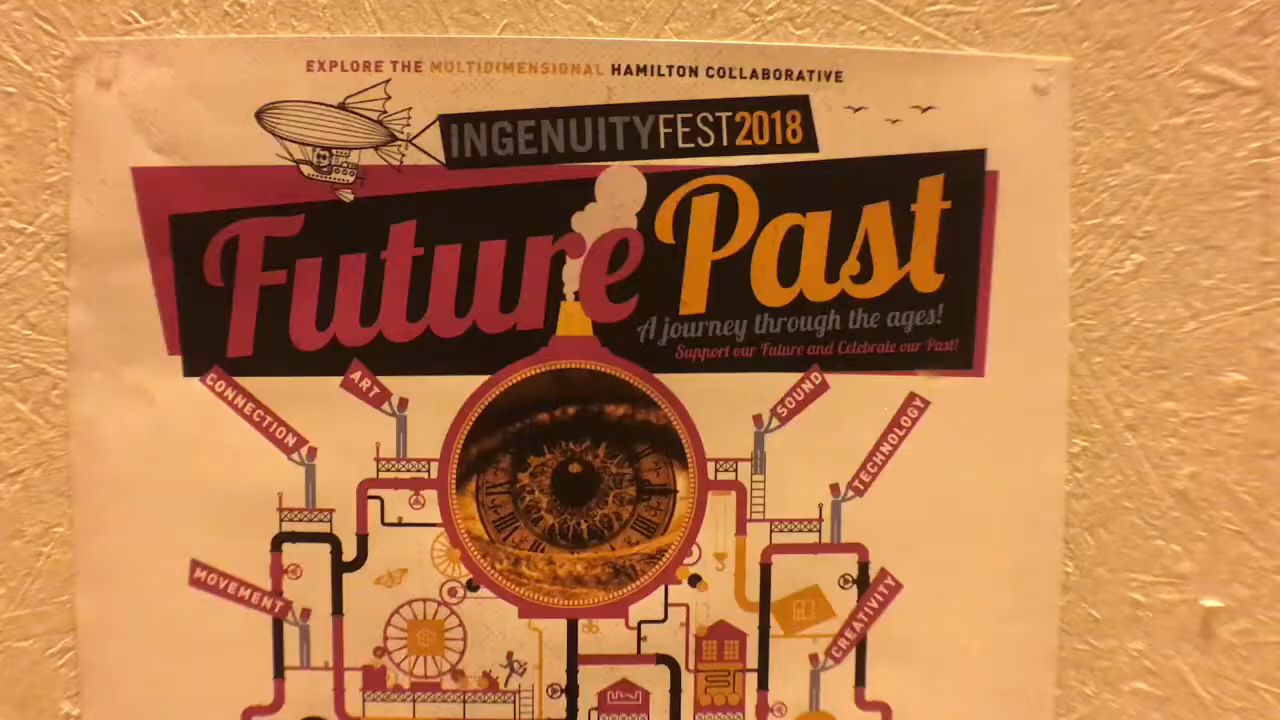 EXPLORE THE MULTIDIMENSIONAL HAMILTON COLLABORATIVE
INGENUITYFEST2018
Future Past
A journey through the ages!
Support our Future and Celebrate our Past!
CONNECTION
ART
SOUND
TECHNOLOGY
MOVEMENT
CREATIVITY